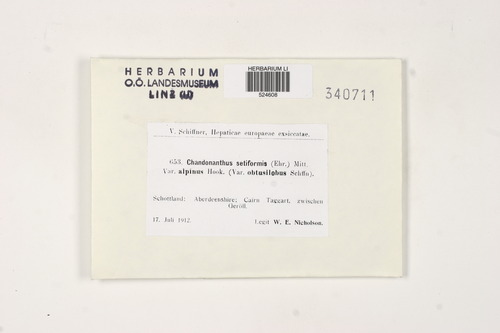 HERBARIUM
O.Ö. LANDESMUSEUM
LINZ (LI)
HERBARIUM LI
524608
340711
V. Schiffner, Hepaticae europaeae exsiccatae.
653. Chandonanthus setiformis (Ehr.) Mitt.
Var. alpinus Hook. (Var. obtusilobus Schffn).
Schottland: Aberdeenshire; Cairn Taggart, zwischen
Geröll.
17. Juli 1912. Legit W. E. Nicholson.